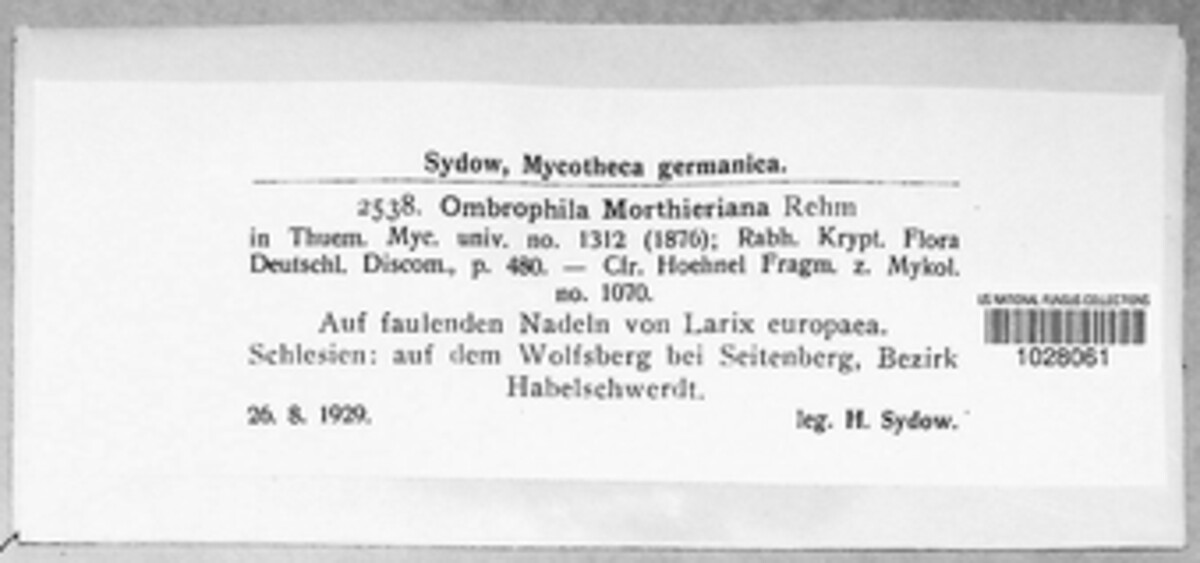 Sydow, Mycotheca germanica.
2538. Ombrophila Morthieriana Rehm
in Thuem. Myc. univ. no. 1312 (1876); Rabh. Krypt. Flora
Deutschl. Discom., p. 480. — Cfr. Hoehnel Fragm. z. Mykol.
no. 1070.
Auf faulenden Nadeln von Larix europaea.
Schlesien: auf dem Wolfsberg bei Seitenberg, Bezirk
Habelschwerdt.
26. 8. 1929. leg. H. Sydow.
US NATIONAL FUNGUS COLLECTIONS
1028061